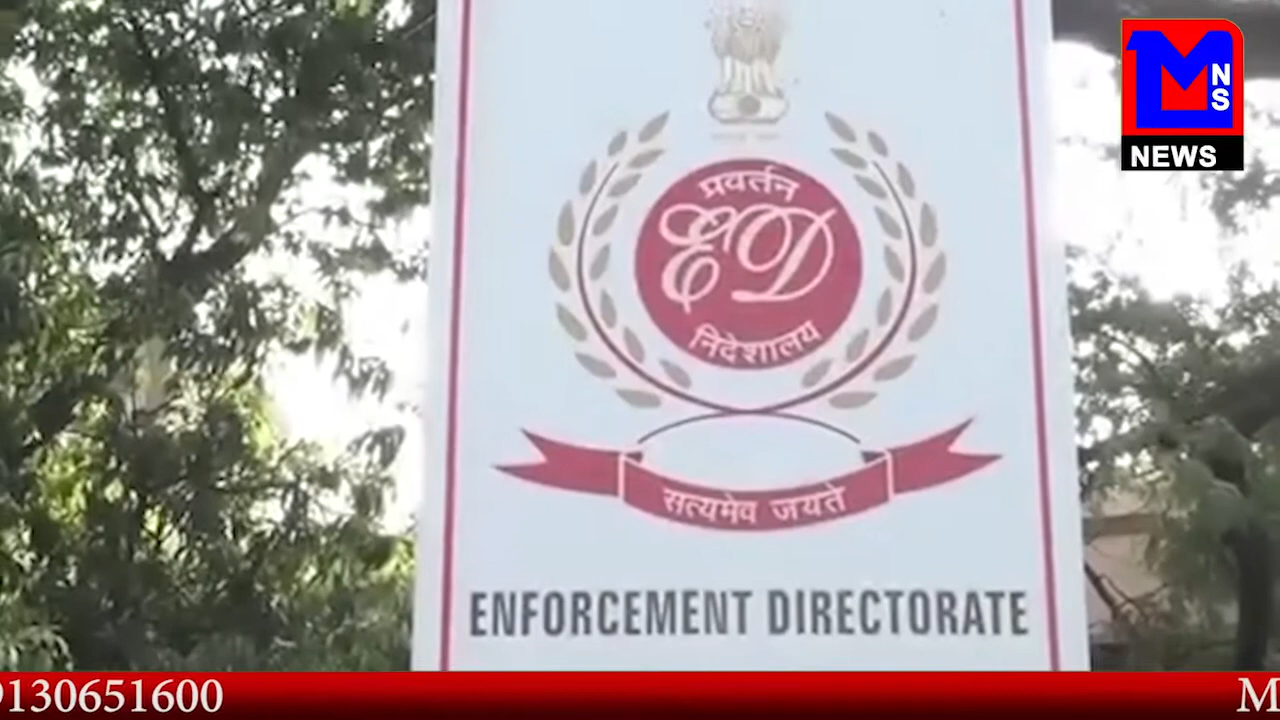 प्रवर्तन
ED
निदेशालय
सत्यमेव जयते
ENFORCEMENT DIRECTORATE
M
NS
NEWS
130651600
M